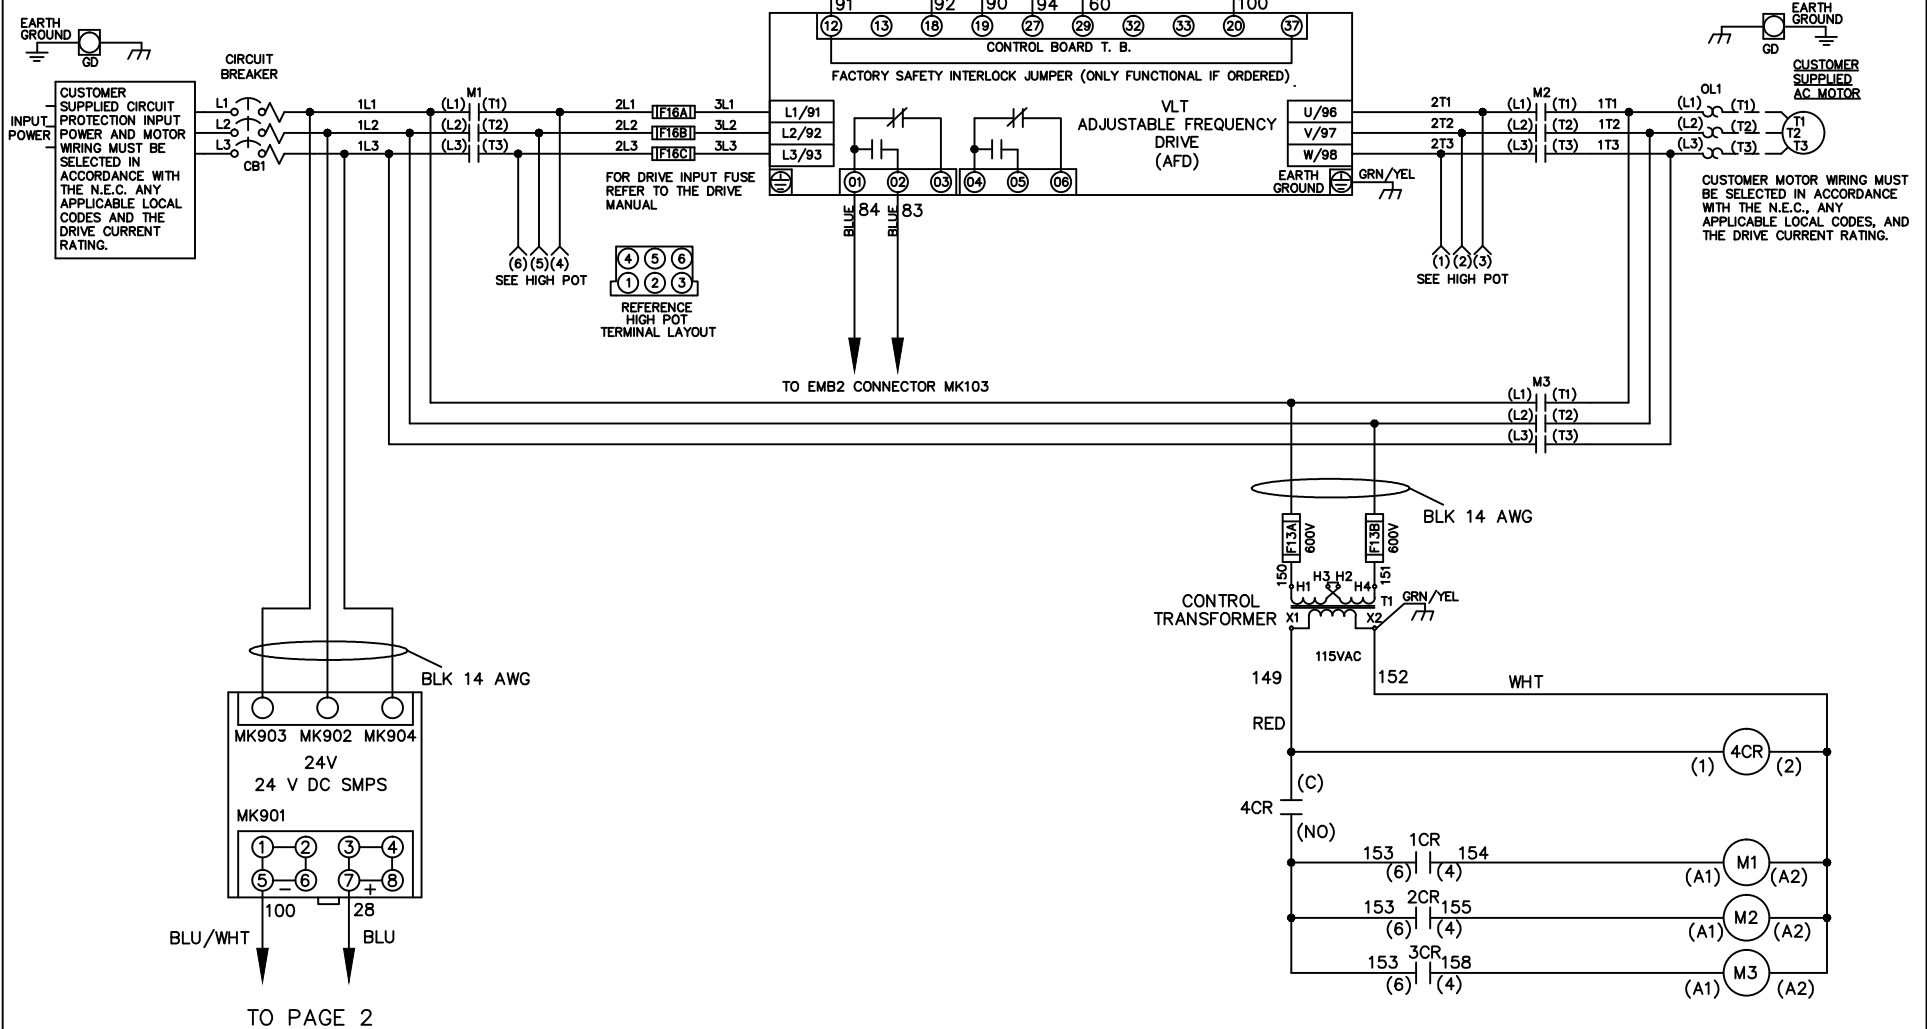 91 92 90 94 60 100
12 13 18 19 27 29 32 33 20 37
CONTROL BOARD T. B.
FACTORY SAFETY INTERLOCK JUMPER (ONLY FUNCTIONAL IF ORDERED)
EARTH
GROUND
GD
CIRCUIT
BREAKER
INPUT
POWER
CUSTOMER
SUPPLIED CIRCUIT
PROTECTION INPUT
POWER AND MOTOR
WIRING MUST BE
SELECTED IN
ACCORDANCE WITH
THE N.E.C. ANY
APPLICABLE LOCAL
CODES AND THE
DRIVE CURRENT
RATING.
L1
L2
L3
CB1
1L1
1L2
1L3
M1
(L1) (T1)
(L2) (T2)
(L3) (T3)
2L1 F16A 3L1
2L2 F16B 3L2
2L3 F16C 3L3
FOR DRIVE INPUT FUSE
REFER TO THE DRIVE
MANUAL
(6)(5)(4)
SEE HIGH POT
4 5 6
1 2 3
REFERENCE
HIGH POT
TERMINAL LAYOUT
L1/91
L2/92
L3/93
VLT
ADJUSTABLE FREQUENCY
DRIVE
(AFD)
01 02 03 04 05 06
BLUE 84 BLUE 83
TO EMB2 CONNECTOR MK103
U/96
V/97
W/98
EARTH
GROUND
GRN/YEL
2T1
2T2
2T3
(1)(2)(3)
SEE HIGH POT
M2
(L1) (T1)
(L2) (T2)
(L3) (T3)
1T1
1T2
1T3
OL1
(L1) (T1)
(L2) (T2)
(L3) (T3)
T1
T2
T3
EARTH
GROUND
GD
CUSTOMER
SUPPLIED
AC MOTOR
CUSTOMER MOTOR WIRING MUST
BE SELECTED IN ACCORDANCE
WITH THE N.E.C., ANY
APPLICABLE LOCAL CODES, AND
THE DRIVE CURRENT RATING.
M3
(L1) (T1)
(L2) (T2)
(L3) (T3)
BLK 14 AWG
F13A 600V F13B 600V
150 151
H1 H3 H2 H4
T1
GRN/YEL
CONTROL
TRANSFORMER
X1 X2
115VAC
149 152
WHT
RED
4CR
(1) (2)
(C)
4CR
(NO)
1CR
153 154
(6) (4)
M1
(A1) (A2)
2CR
153 155
(6) (4)
M2
(A1) (A2)
3CR
153 158
(6) (4)
M3
(A1) (A2)
BLK 14 AWG
MK903 MK902 MK904
24V
24 V DC SMPS
MK901
1 2 3 4
5 – 6 7 + 8
100 28
BLU/WHT BLU
TO PAGE 2